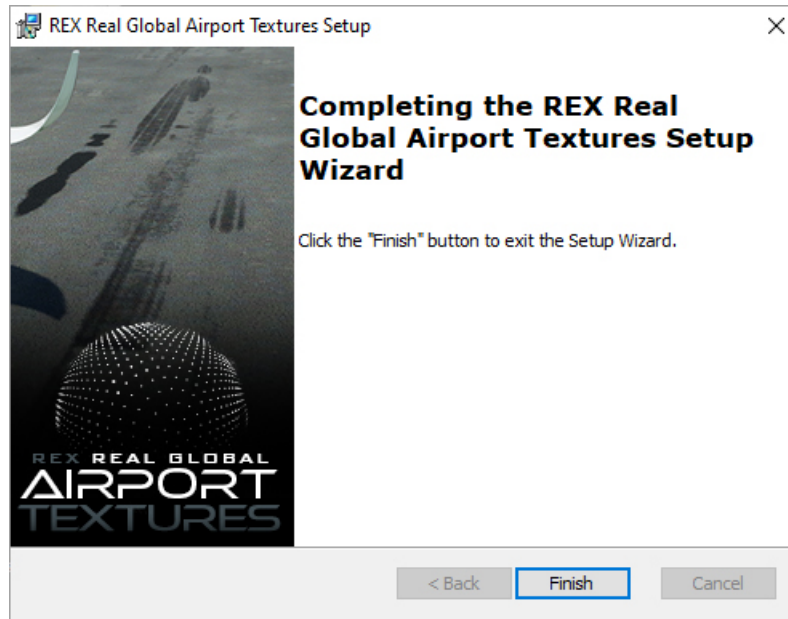 REX Real Global Airport Textures Setup
Completing the REX Real
Global Airport Textures Setup
Wizard
Click the "Finish" button to exit the Setup Wizard.
REX REAL GLOBAL
AIRPORT
TEXTURES
< Back
Finish
Cancel